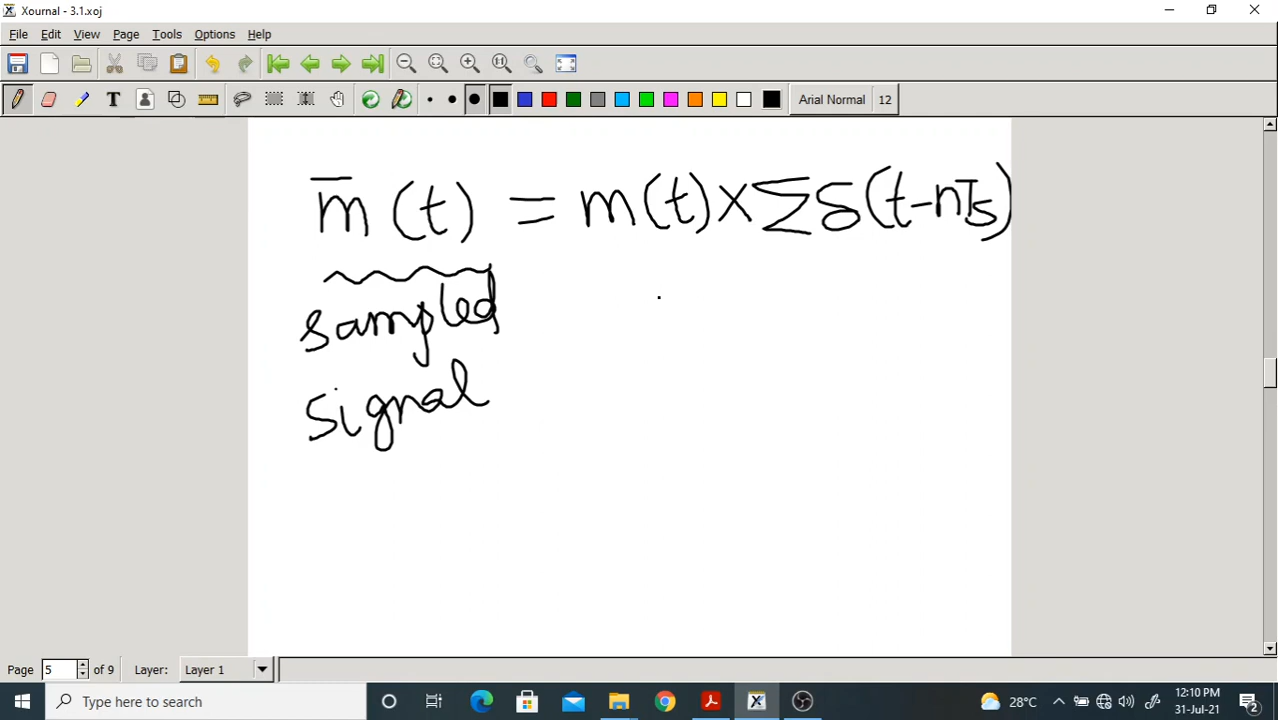 Xournal - 3.1.xoj
File Edit View Page Tools Options Help
Arial Normal 12
m̅(t) = m(t)×∑δ(t-nTs)
sampled
signal
Page 5 of 9 Layer: Layer 1
Type here to search
28°C
12:10 PM
31-Jul-21
2